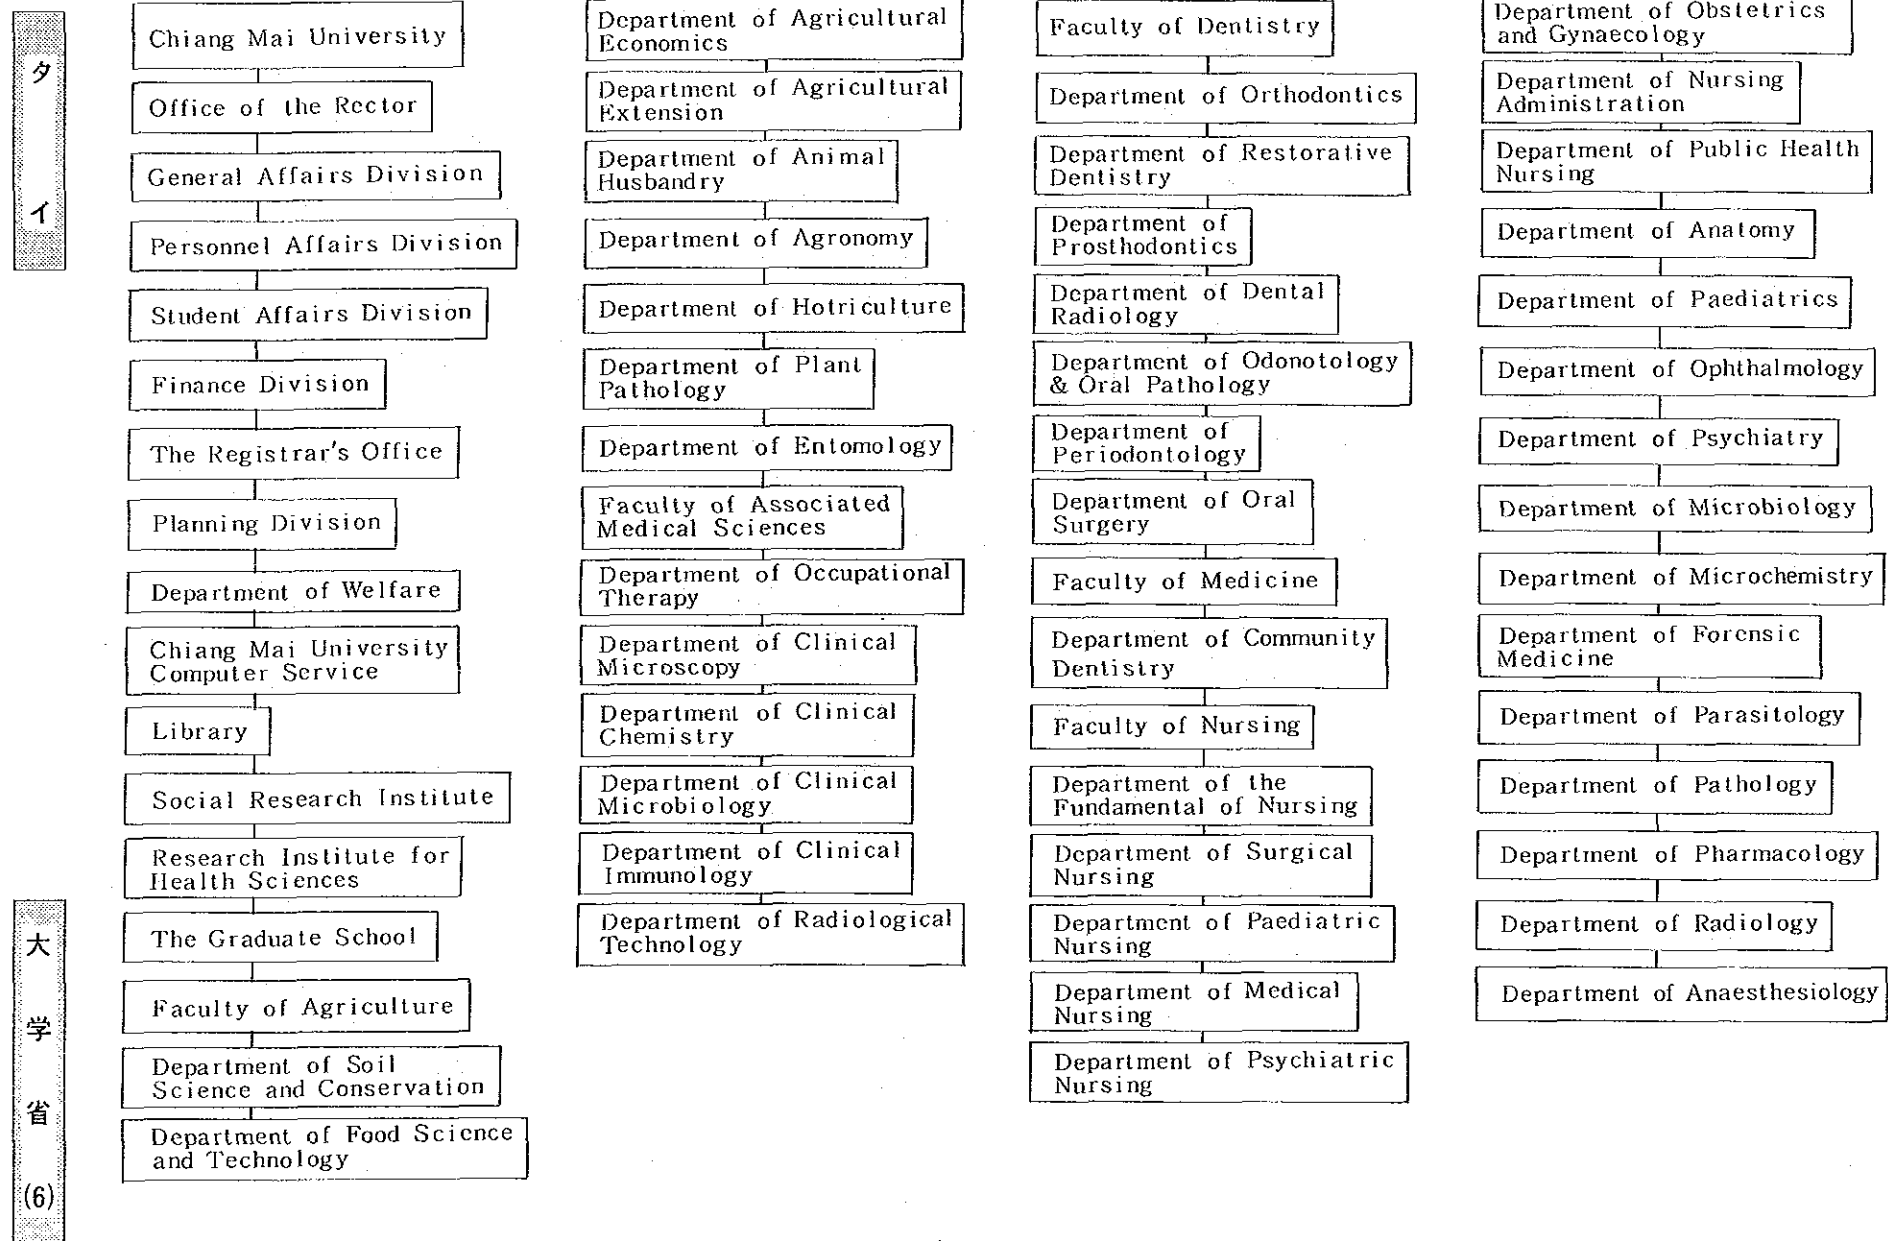 タイ
大学省(6)
Chiang Mai University
Office of the Rector
General Affairs Division
Personnel Affairs Division
Student Affairs Division
Finance Division
The Registrar's Office
Planning Division
Department of Welfare
Chiang Mai University
Computer Service
Library
Social Research Institute
Research Institute for
Health Sciences
The Graduate School
Faculty of Agriculture
Department of Soil
Science and Conservation
Department of Food Science
and Technology
Department of Agricultural
Economics
Department of Agricultural
Extension
Department of Animal
Husbandry
Department of Agronomy
Department of Hotriculture
Department of Plant
Pathology
Department of Entomology
Faculty of Associated
Medical Sciences
Department of Occupational
Therapy
Department of Clinical
Microscopy
Department of Clinical
Chemistry
Department of Clinical
Microbiology
Department of Clinical
Immunology
Department of Radiological
Technology
Faculty of Dentistry
Department of Orthodontics
Department of Restorative
Dentistry
Department of
Prosthodontics
Department of Dental
Radiology
Department of Odonotology
& Oral Pathology
Department of
Periodontology
Department of Oral
Surgery
Faculty of Medicine
Department of Community
Dentistry
Faculty of Nursing
Department of the
Fundamental of Nursing
Department of Surgical
Nursing
Department of Paediatric
Nursing
Department of Medical
Nursing
Department of Psychiatric
Nursing
Department of Obstetrics
and Gynaecology
Department of Nursing
Administration
Department of Public Health
Nursing
Department of Anatomy
Department of Paediatrics
Department of Ophthalmology
Department of Psychiatry
Department of Microbiology
Department of Microchemistry
Department of Forensic
Medicine
Department of Parasitology
Department of Pathology
Department of Pharmacology
Department of Radiology
Department of Anaesthesiology